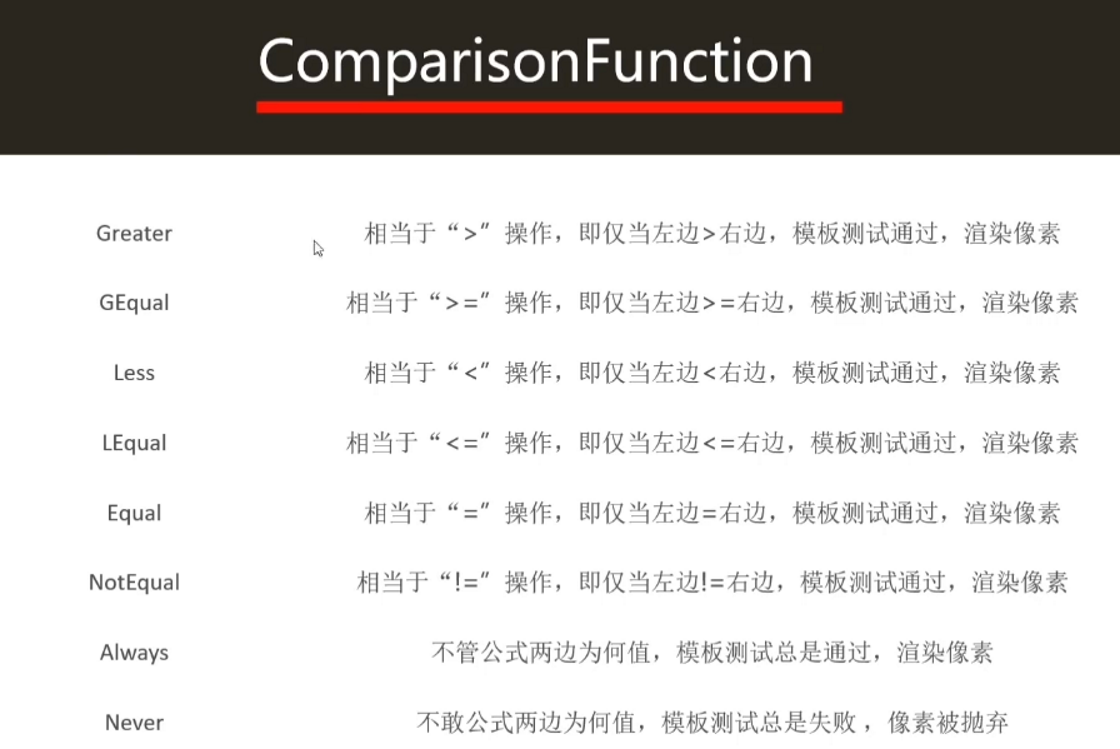 ComparisonFunction
Greater 相当于“>”操作，即仅当左边>右边，模板测试通过，渲染像素
GEqual 相当于“>=”操作，即仅当左边>=右边，模板测试通过，渲染像素
Less 相当于“<”操作，即仅当左边<右边，模板测试通过，渲染像素
LEqual 相当于“<=”操作，即仅当左边<=右边，模板测试通过，渲染像素
Equal 相当于“=”操作，即仅当左边=右边，模板测试通过，渲染像素
NotEqual 相当于“!=”操作，即仅当左边!=右边，模板测试通过，渲染像素
Always 不管公式两边为何值，模板测试总是通过，渲染像素
Never 不敢公式两边为何值，模板测试总是失败 ，像素被抛弃